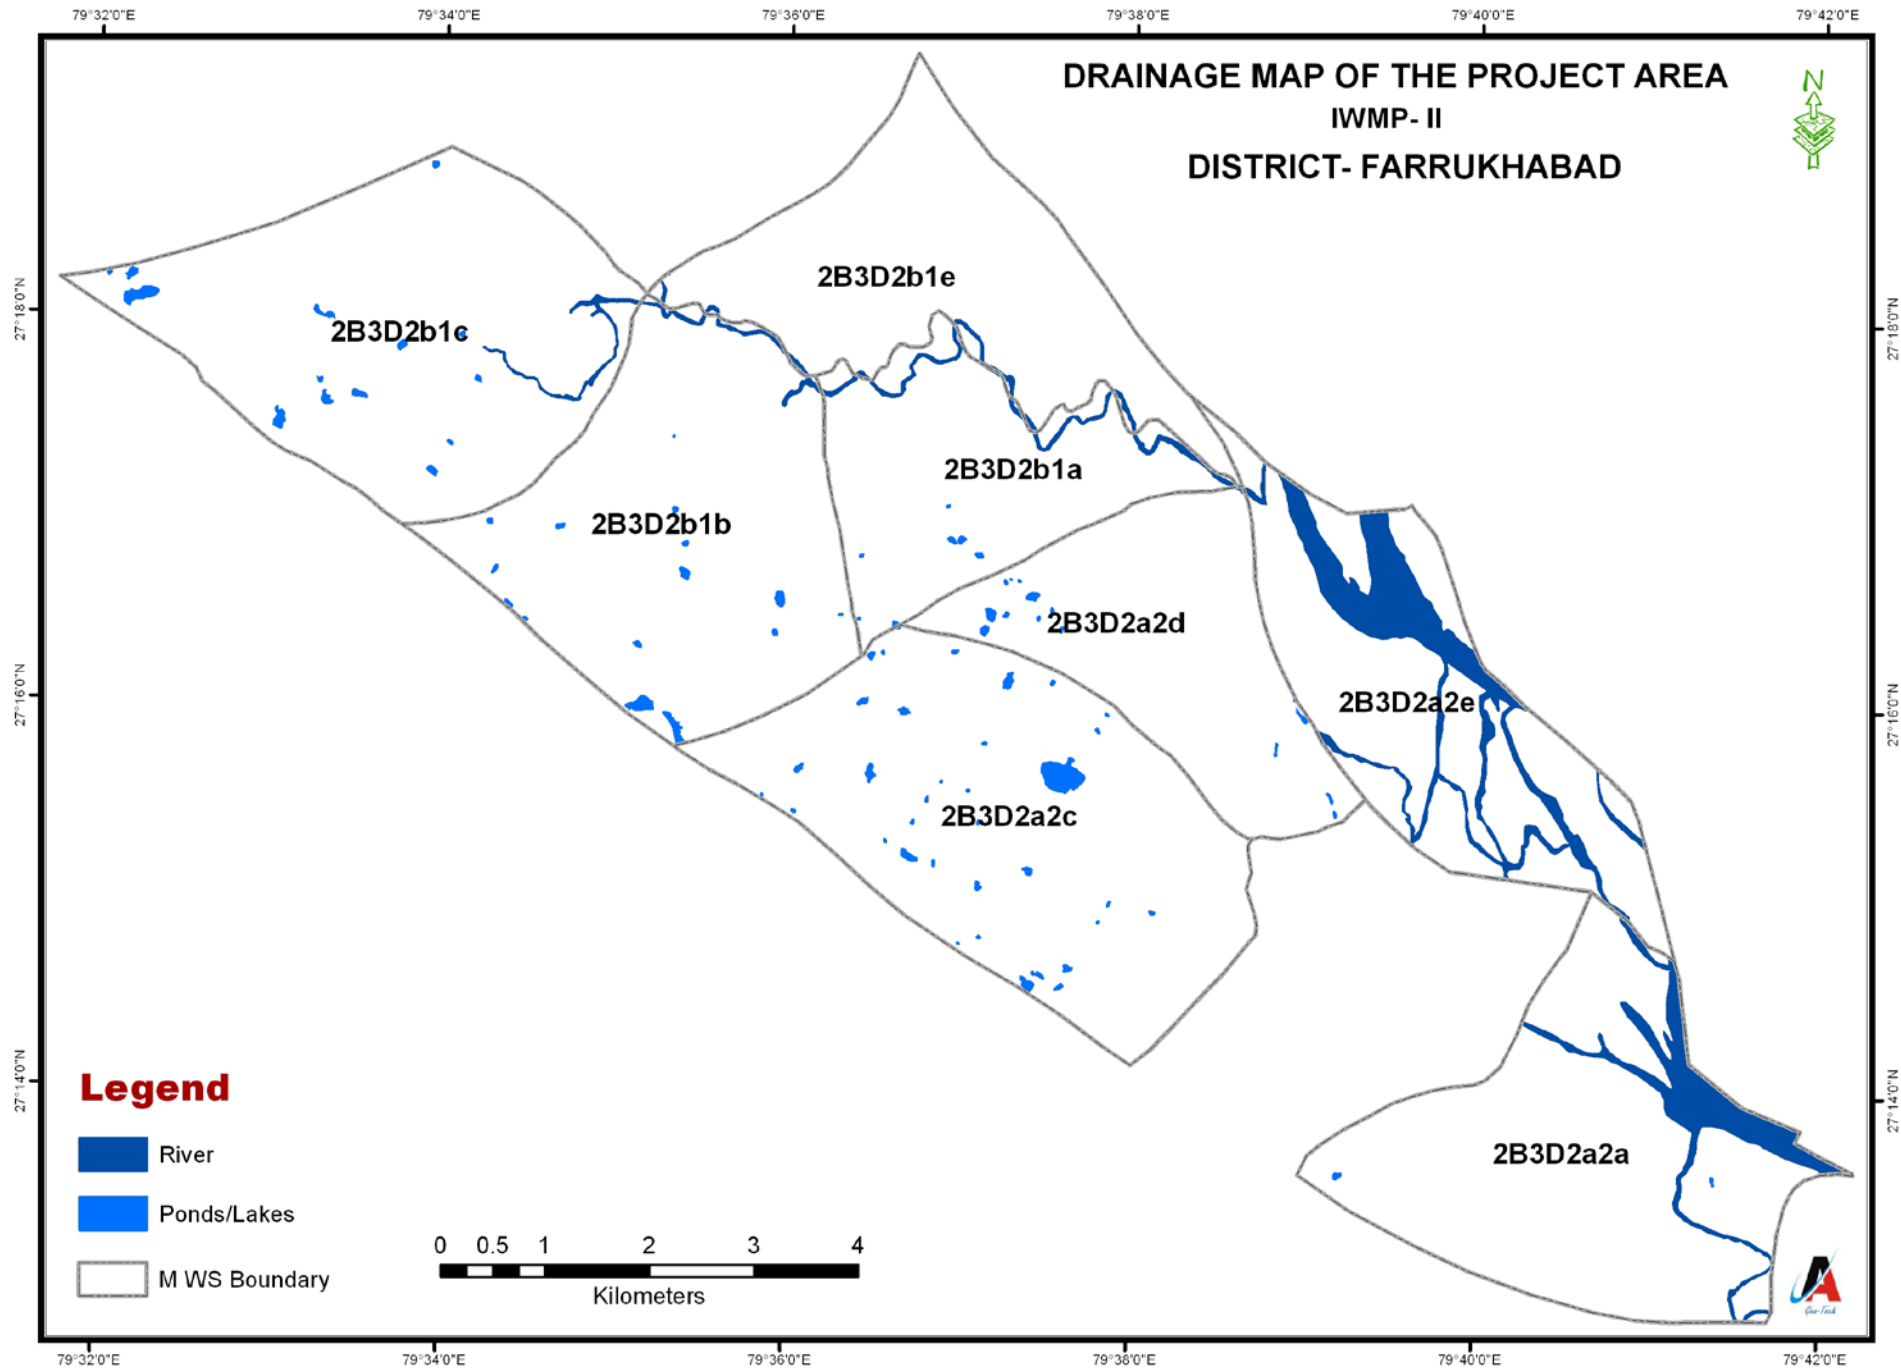 79°32'0"E 79°34'0"E 79°36'0"E 79°38'0"E 79°40'0"E 79°42'0"E
DRAINAGE MAP OF THE PROJECT AREA
IWMP- II
DISTRICT- FARRUKHABAD
N
2B3D2b1e
27°18'0"N
27°18'0"N
2B3D2b1c
2B3D2b1a
2B3D2b1b
2B3D2a2d
27°16'0"N
2B3D2a2e
27°16'0"N
2B3D2a2c
27°14'0"N
27°14'0"N
Legend
River
2B3D2a2a
Ponds/Lakes
M WS Boundary
0 0.5 1 2 3 4
Kilometers
A
Geo-Tech
79°32'0"E 79°34'0"E 79°36'0"E 79°38'0"E 79°40'0"E 79°42'0"E